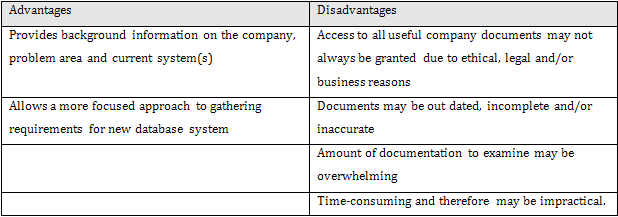 Advantages
Disadvantages
Provides background information on the company,
problem area and current system(s)
Access to all useful company documents may not
always be granted due to ethical, legal and/or
business reasons
Allows a more focused approach to gathering
requirements for new database system
Documents may be out dated, incomplete and/or
inaccurate
Amount of documentation to examine may be
overwhelming
Time-consuming and therefore may be impractical.